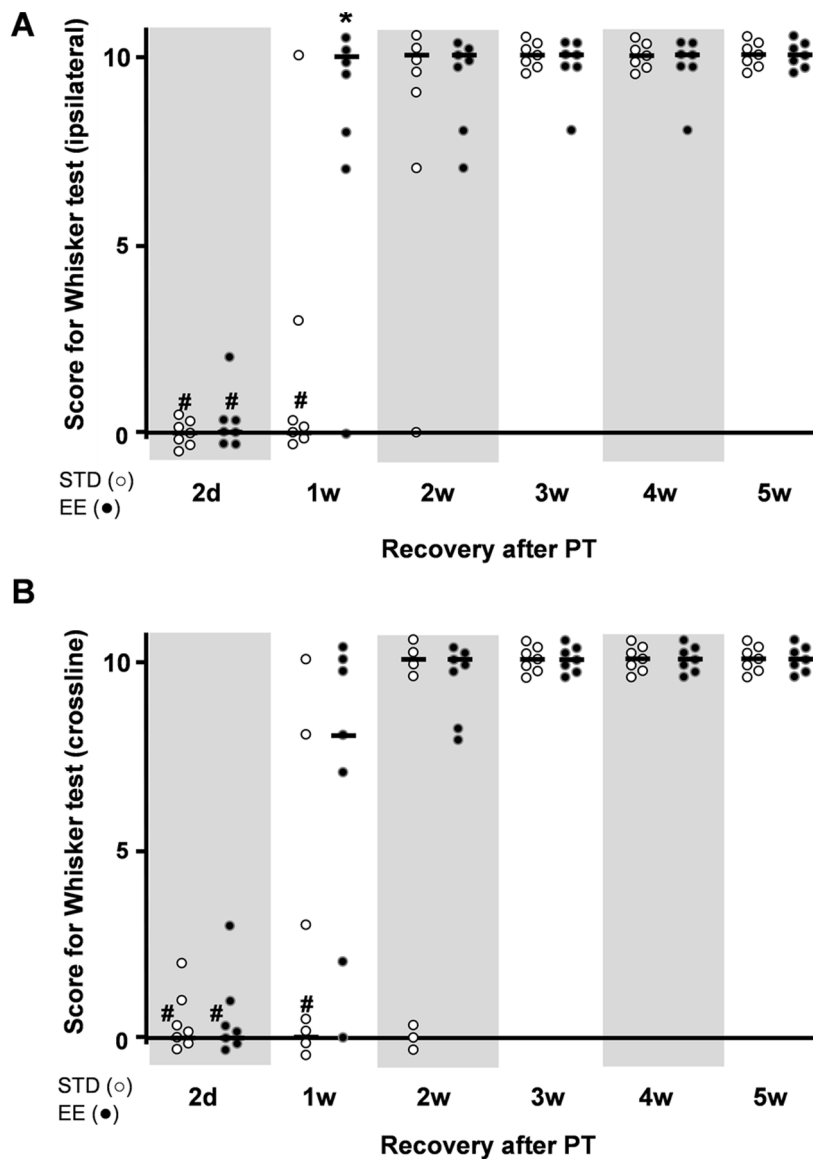 A
Score for Whisker test (ipsilateral)
10
5
0
*
#
#
#
STD (○)
EE (●)
2d
1w
2w
3w
4w
5w
Recovery after PT
B
Score for Whisker test (crossline)
10
5
0
#
#
#
STD (○)
EE (●)
2d
1w
2w
3w
4w
5w
Recovery after PT